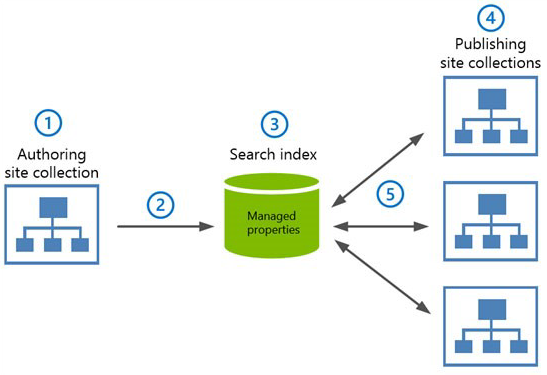 1
Authoring
site collection
2
3
Search index
Managed
properties
4
Publishing
site collections
5